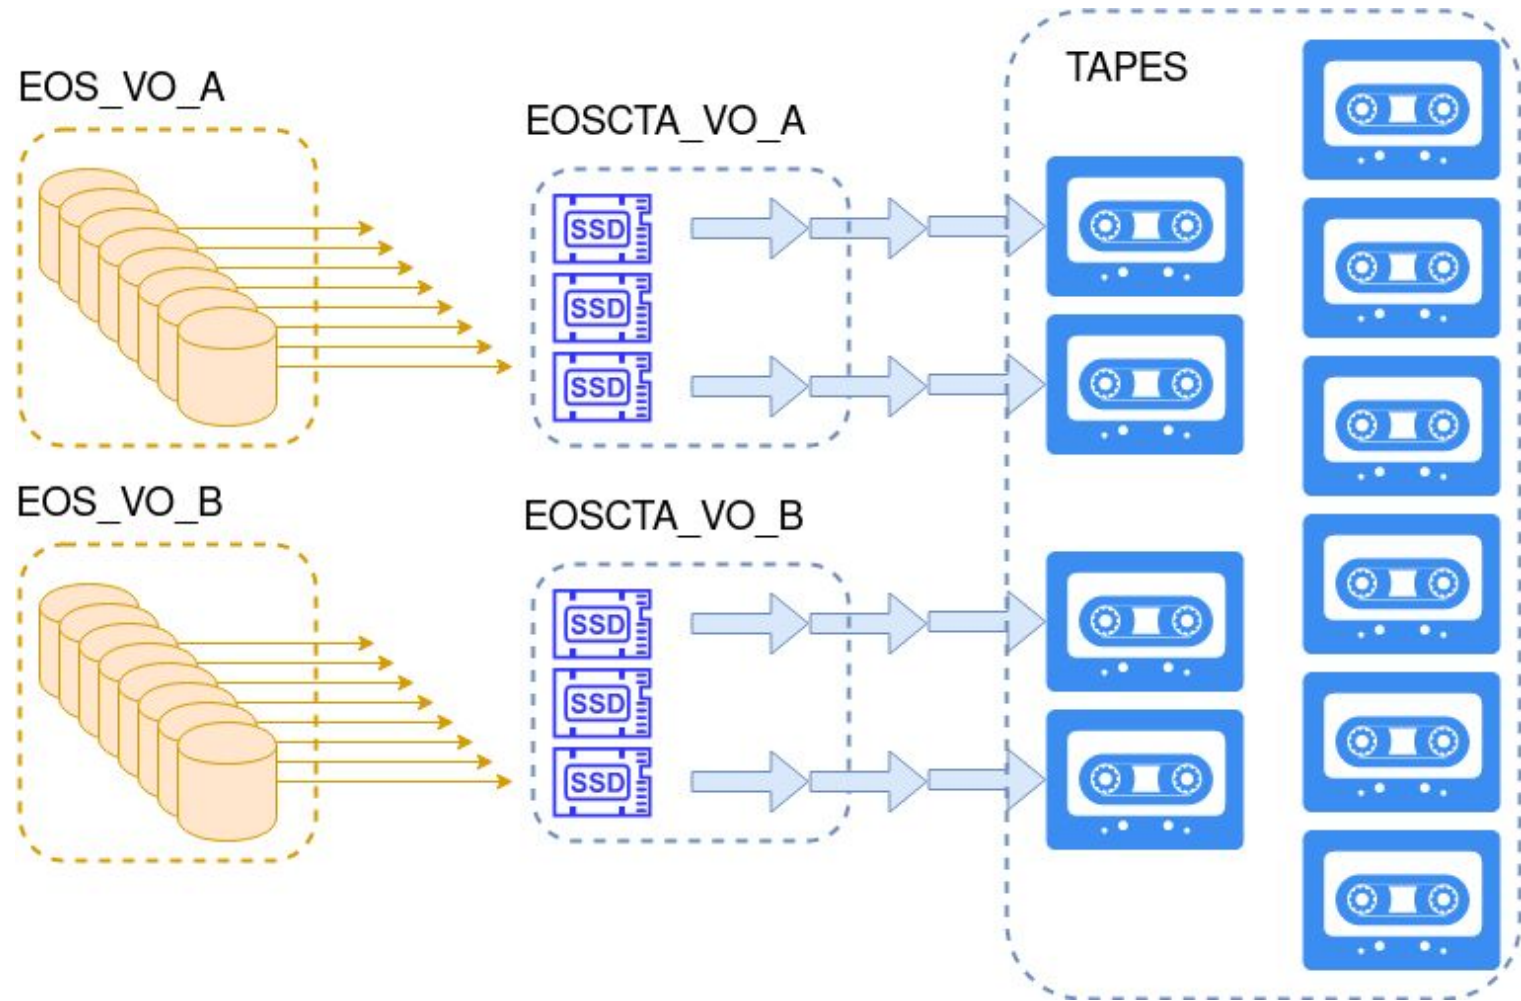 EOS_VO_A
EOSCTA_VO_A
TAPES
SSD
SSD
SSD
EOS_VO_B
EOSCTA_VO_B
SSD
SSD
SSD